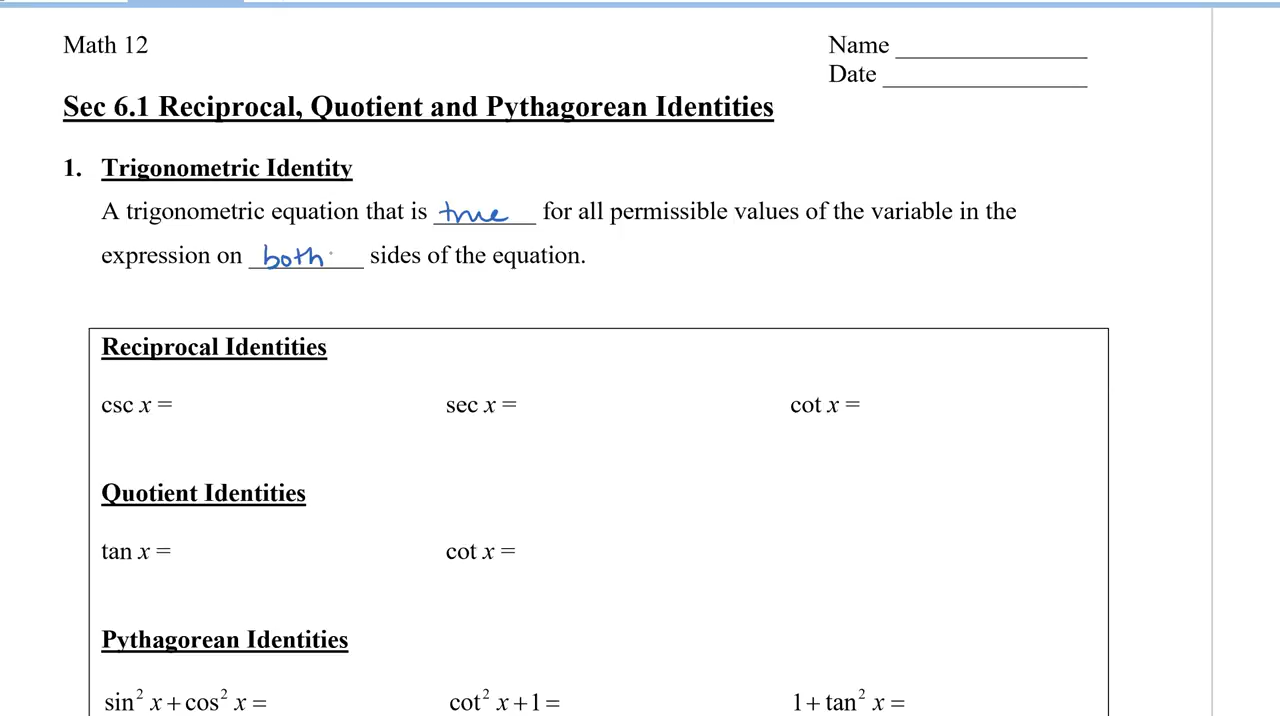 Math 12
Name
Date
Sec 6.1 Reciprocal, Quotient and Pythagorean Identities
1. Trigonometric Identity
A trigonometric equation that is true for all permissible values of the variable in the
expression on both sides of the equation.
Reciprocal Identities
csc x = sec x = cot x =
Quotient Identities
tan x = cot x =
Pythagorean Identities
sin² x + cos² x = cot² x + 1 = 1 + tan² x =